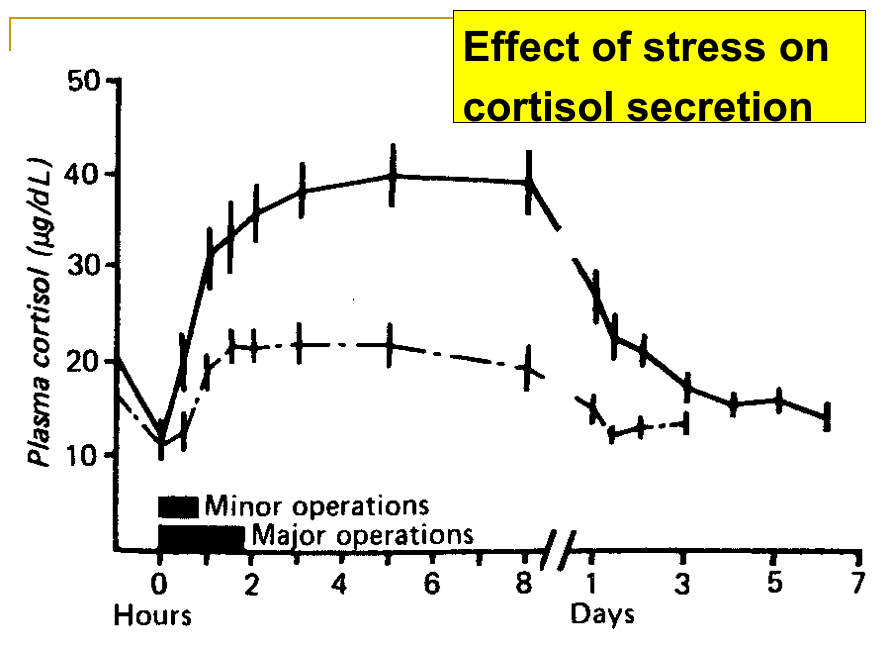 Effect of stress on
cortisol secretion
Plasma cortisol (µg/dL)
50
40
30
20
10
Minor operations
Major operations
0 2 4 6 8 1 3 5 7
Hours Days